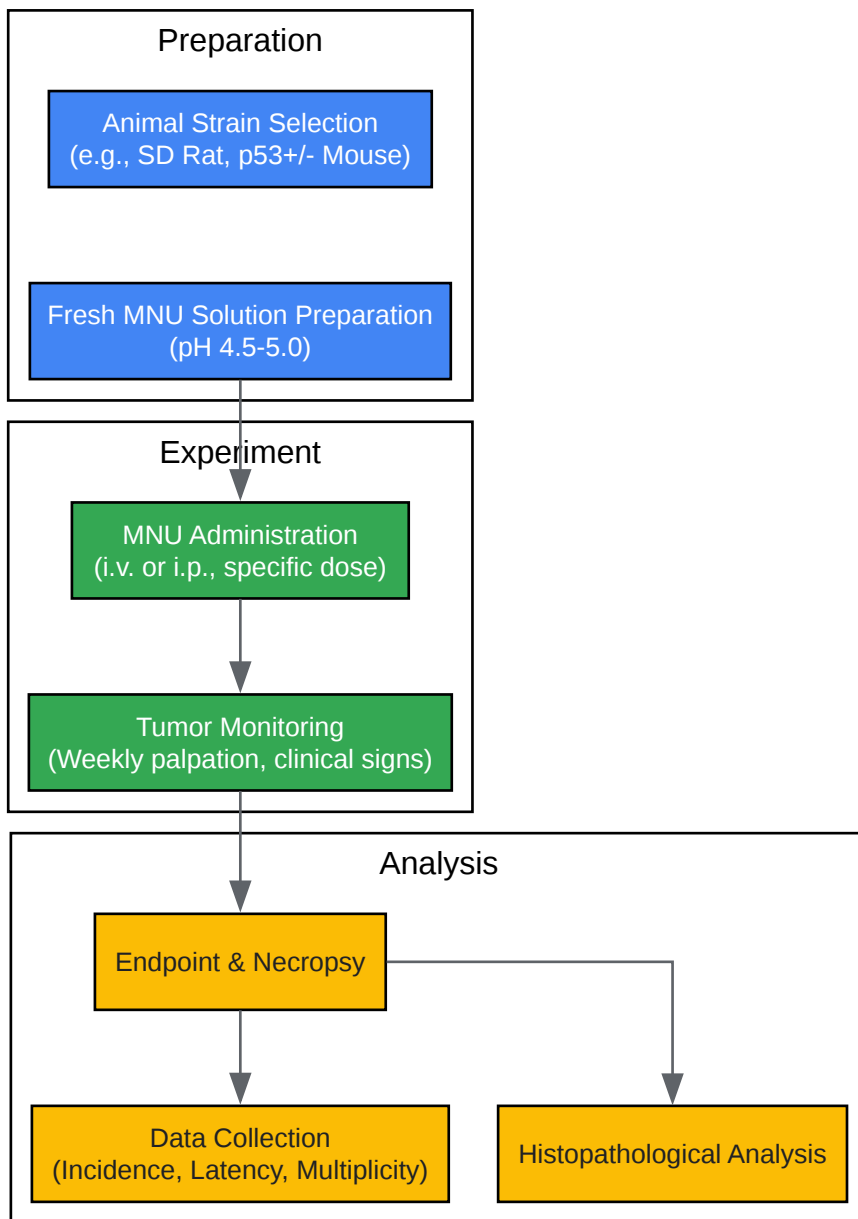 Preparation
Animal Strain Selection
(e.g., SD Rat, p53+/- Mouse)
Fresh MNU Solution Preparation
(pH 4.5-5.0)
Experiment
MNU Administration
(i.v. or i.p., specific dose)
Tumor Monitoring
(Weekly palpation, clinical signs)
Analysis
Endpoint & Necropsy
Data Collection
(Incidence, Latency, Multiplicity)
Histopathological Analysis